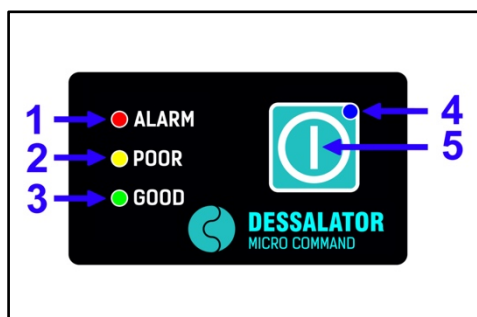 1 ALARM
2 POOR
3 GOOD
4
5
DESSALATOR
MICRO COMMAND